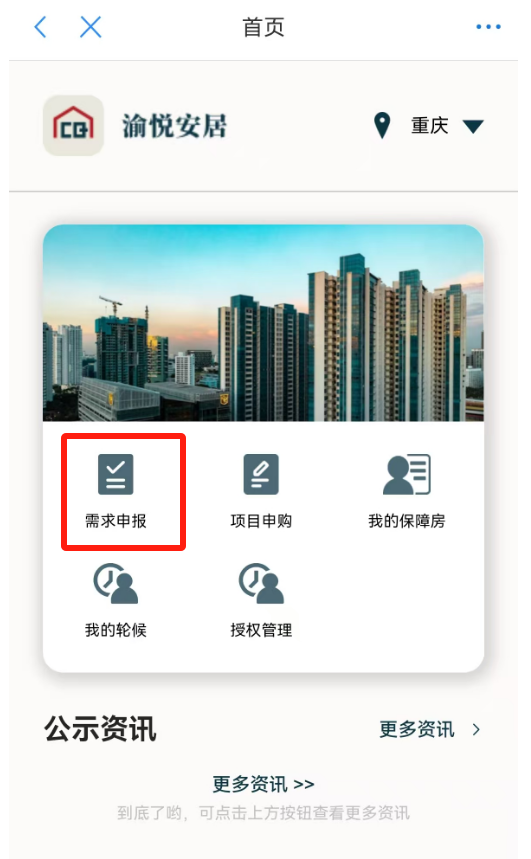 首页
CQ 渝悦安居 重庆
需求申报 项目申购 我的保障房
我的轮候 授权管理
公示资讯 更多资讯 >
更多资讯 >>
到底了哟，可点击上方按钮查看更多资讯